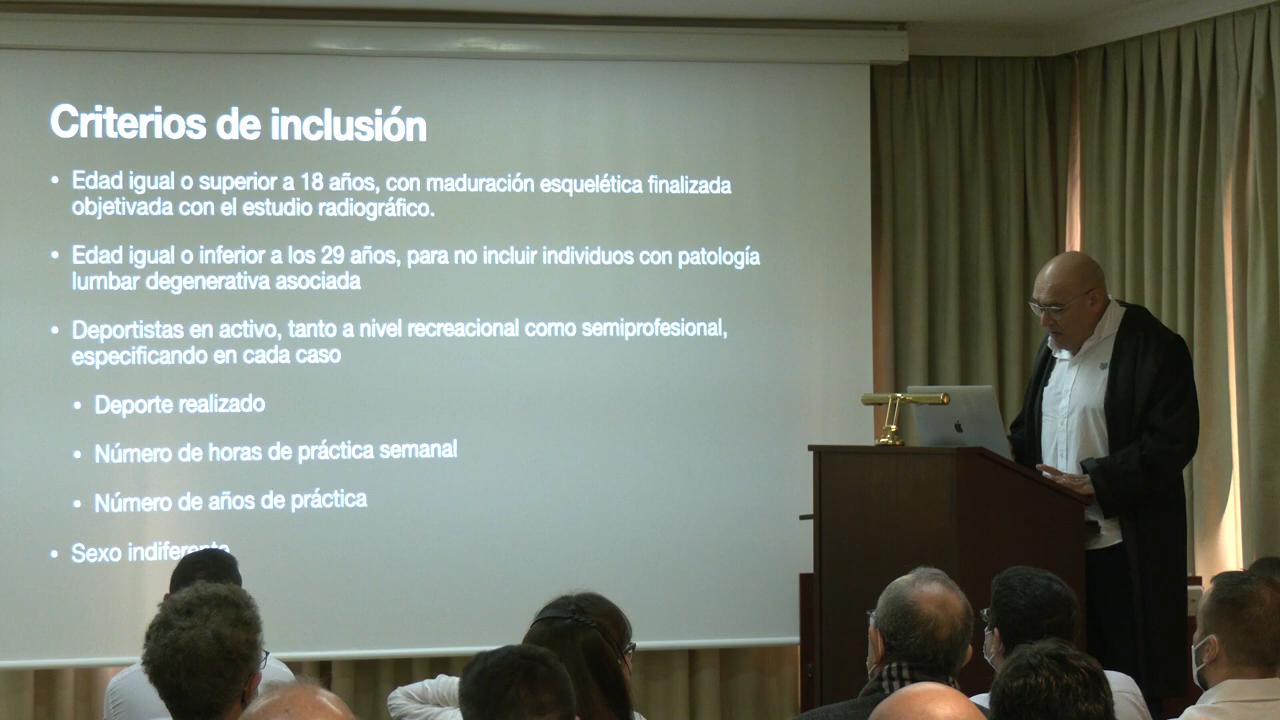 Criterios de inclusión
• Edad igual o superior a 18 años, con maduración esquelética finalizada
objetivada con el estudio radiográfico.
• Edad igual o inferior a los 29 años, para no incluir individuos con patología
lumbar degenerativa asociada
• Deportistas en activo, tanto a nivel recreacional como semiprofesional,
especificando en cada caso
• Deporte realizado
• Número de horas de práctica semanal
• Número de años de práctica
• Sexo indiferente